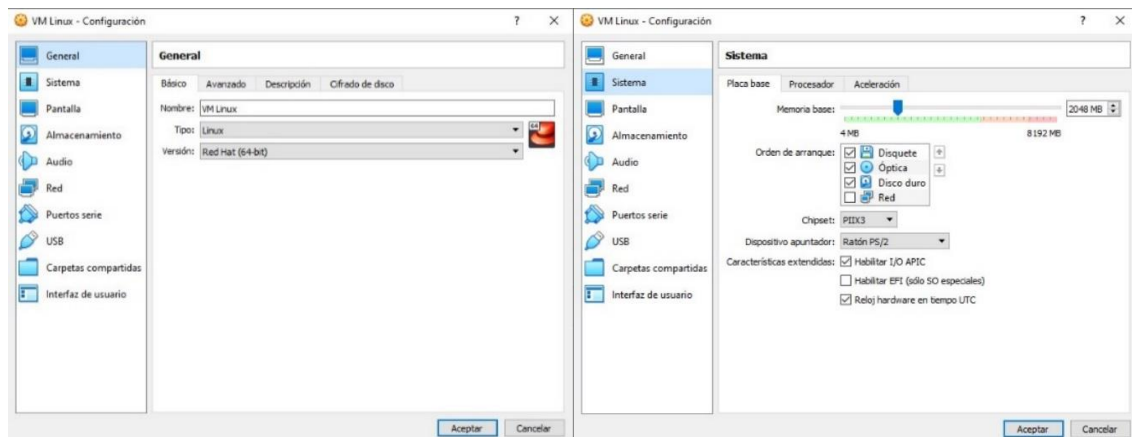 VM Linux - Configuración
? ×
General
Sistema
Pantalla
Almacenamiento
Audio
Red
Puertos serie
USB
Carpetas compartidas
Interfaz de usuario
General
Básico Avanzado Descripción Cifrado de disco
Nombre: VM Linux
Tipo: Linux
Versión: Red Hat (64-bit)
64
Aceptar Cancelar
VM Linux - Configuración
? ×
General
Sistema
Pantalla
Almacenamiento
Audio
Red
Puertos serie
USB
Carpetas compartidas
Interfaz de usuario
Sistema
Placa base Procesador Aceleración
Memoria base: 2048 MB
4 MB 8192 MB
Orden de arranque: Disquete
Óptica
Disco duro
Red
Chipset: PIIX3
Dispositivo apuntador: Ratón PS/2
Características extendidas: Habilitar I/O APIC
Habilitar EFI (sólo SO especiales)
Reloj hardware en tiempo UTC
Aceptar Cancelar